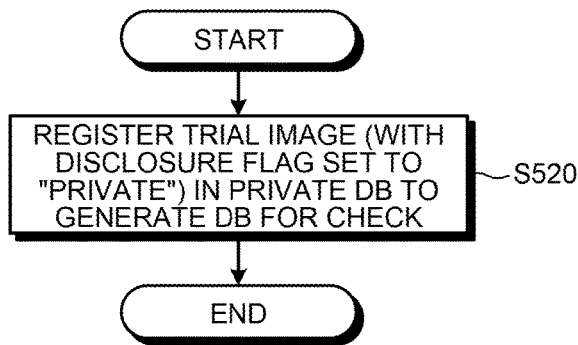 START
REGISTER TRIAL IMAGE (WITH
DISCLOSURE FLAG SET TO
"PRIVATE") IN PRIVATE DB TO
GENERATE DB FOR CHECK
S520
END